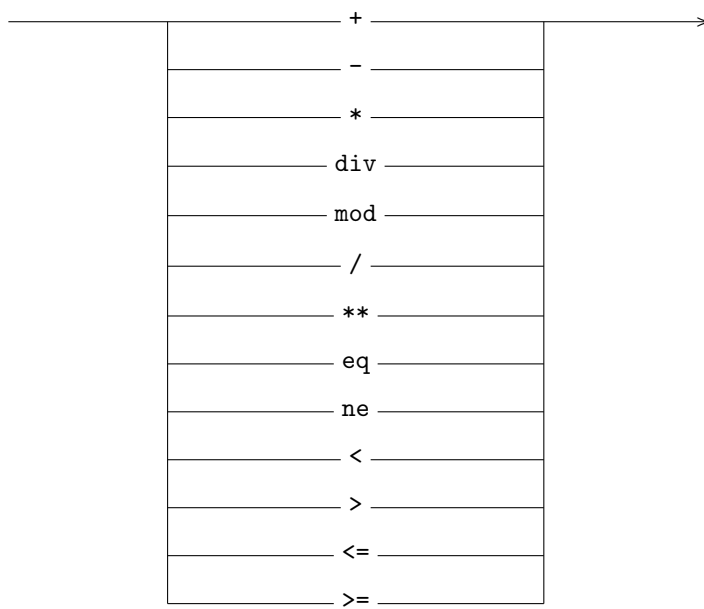 +
-
*
div
mod
/
**
eq
ne
<
>
<=
>=